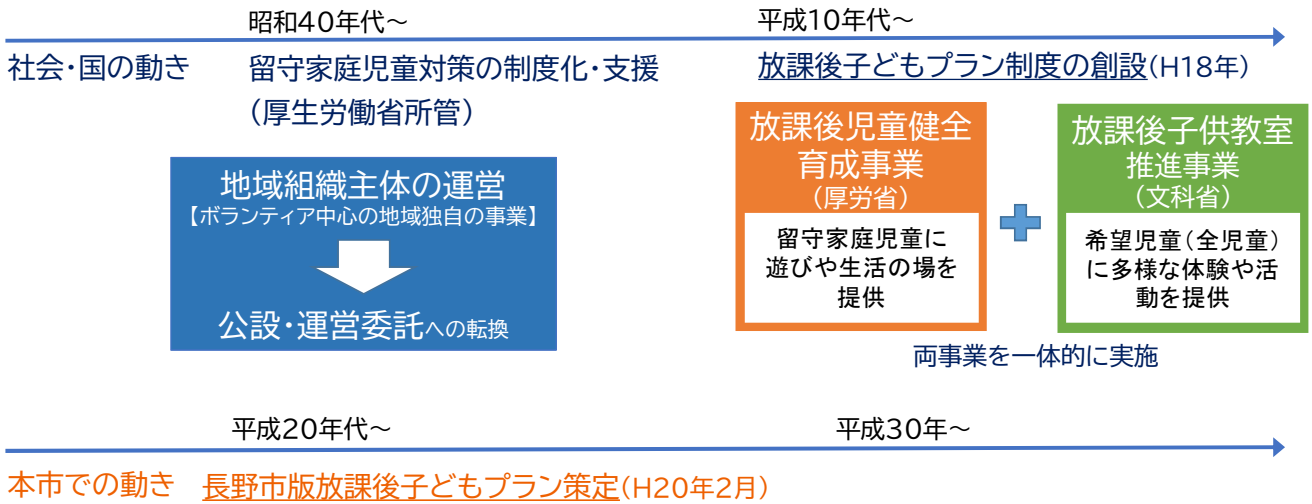 昭和40年代～
平成10年代～
社会・国の動き
留守家庭児童対策の制度化・支援
（厚生労働省所管）
放課後子どもプラン制度の創設(H18年)
地域組織主体の運営
【ボランティア中心の地域独自の事業】
公設・運営委託への転換
放課後児童健全
育成事業
（厚労省）
留守家庭児童に
遊びや生活の場を
提供
放課後子供教室
推進事業
（文科省）
希望児童（全児童）
に多様な体験や活
動を提供
両事業を一体的に実施
平成20年代～
平成30年～
本市での動き
長野市版放課後子どもプラン策定(H20年2月)